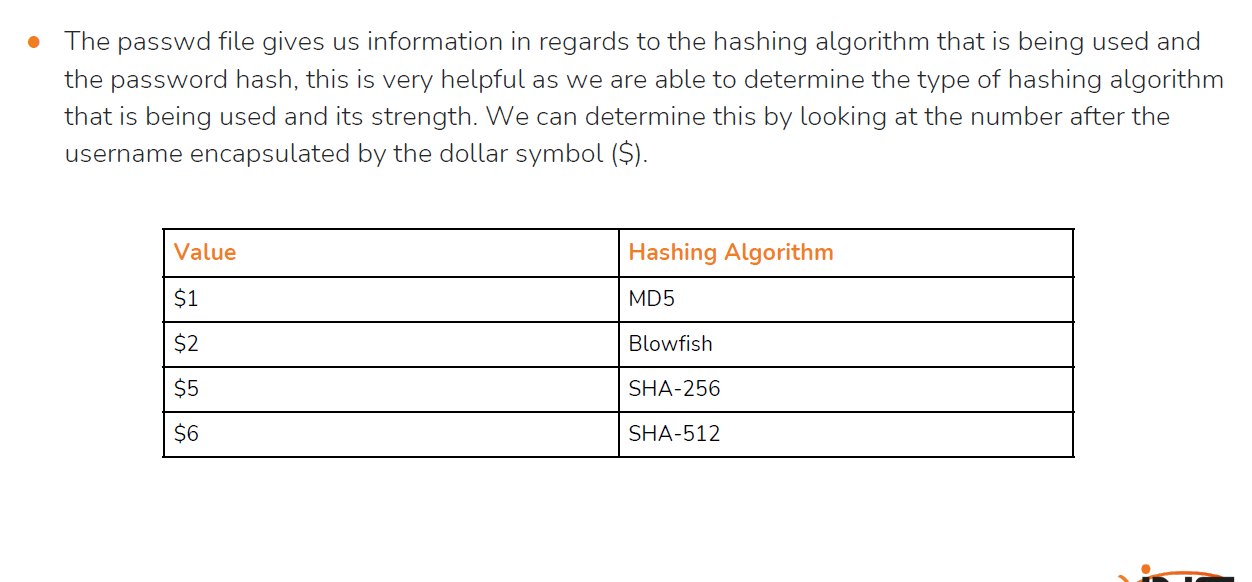 The passwd file gives us information in regards to the hashing algorithm that is being used and
the password hash, this is very helpful as we are able to determine the type of hashing algorithm
that is being used and its strength. We can determine this by looking at the number after the
username encapsulated by the dollar symbol ($).
Value Hashing Algorithm
$1 MD5
$2 Blowfish
$5 SHA-256
$6 SHA-512